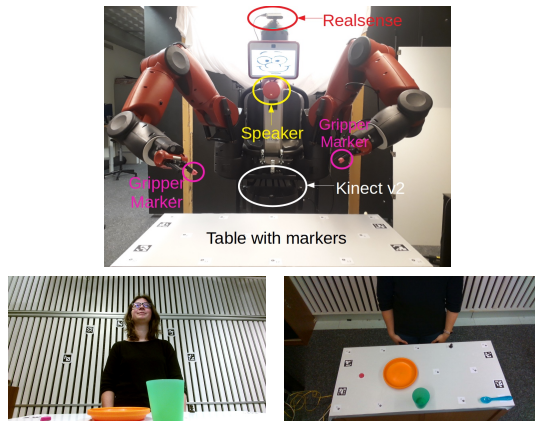 Realsense
Speaker
Gripper
Marker
Gripper
Marker
Kinect v2
Table with markers